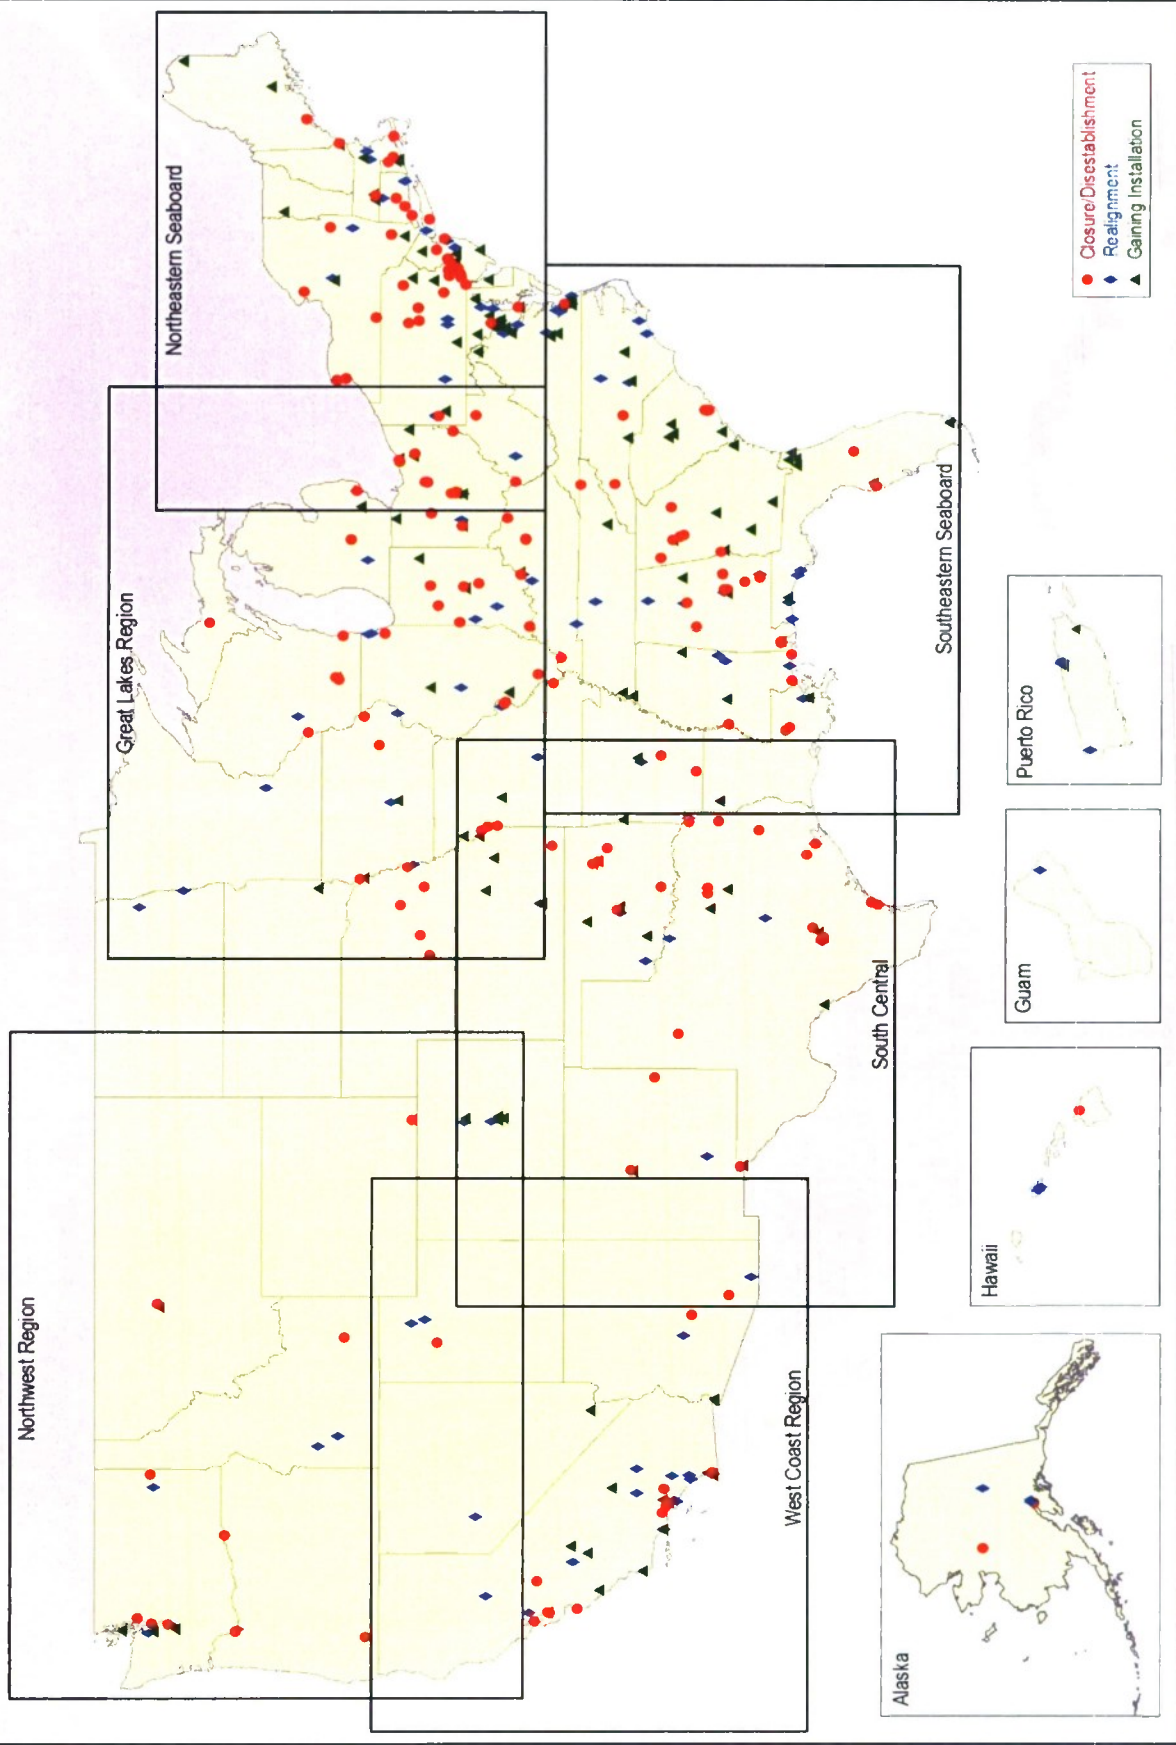 Northwest Region
Great Lakes Region
Northeastern Seaboard
West Coast Region
South Central
Southeastern Seaboard
Alaska
Hawaii
Guam
Puerto Rico
Closure/Disestablishment
Realignment
Gaining Installation